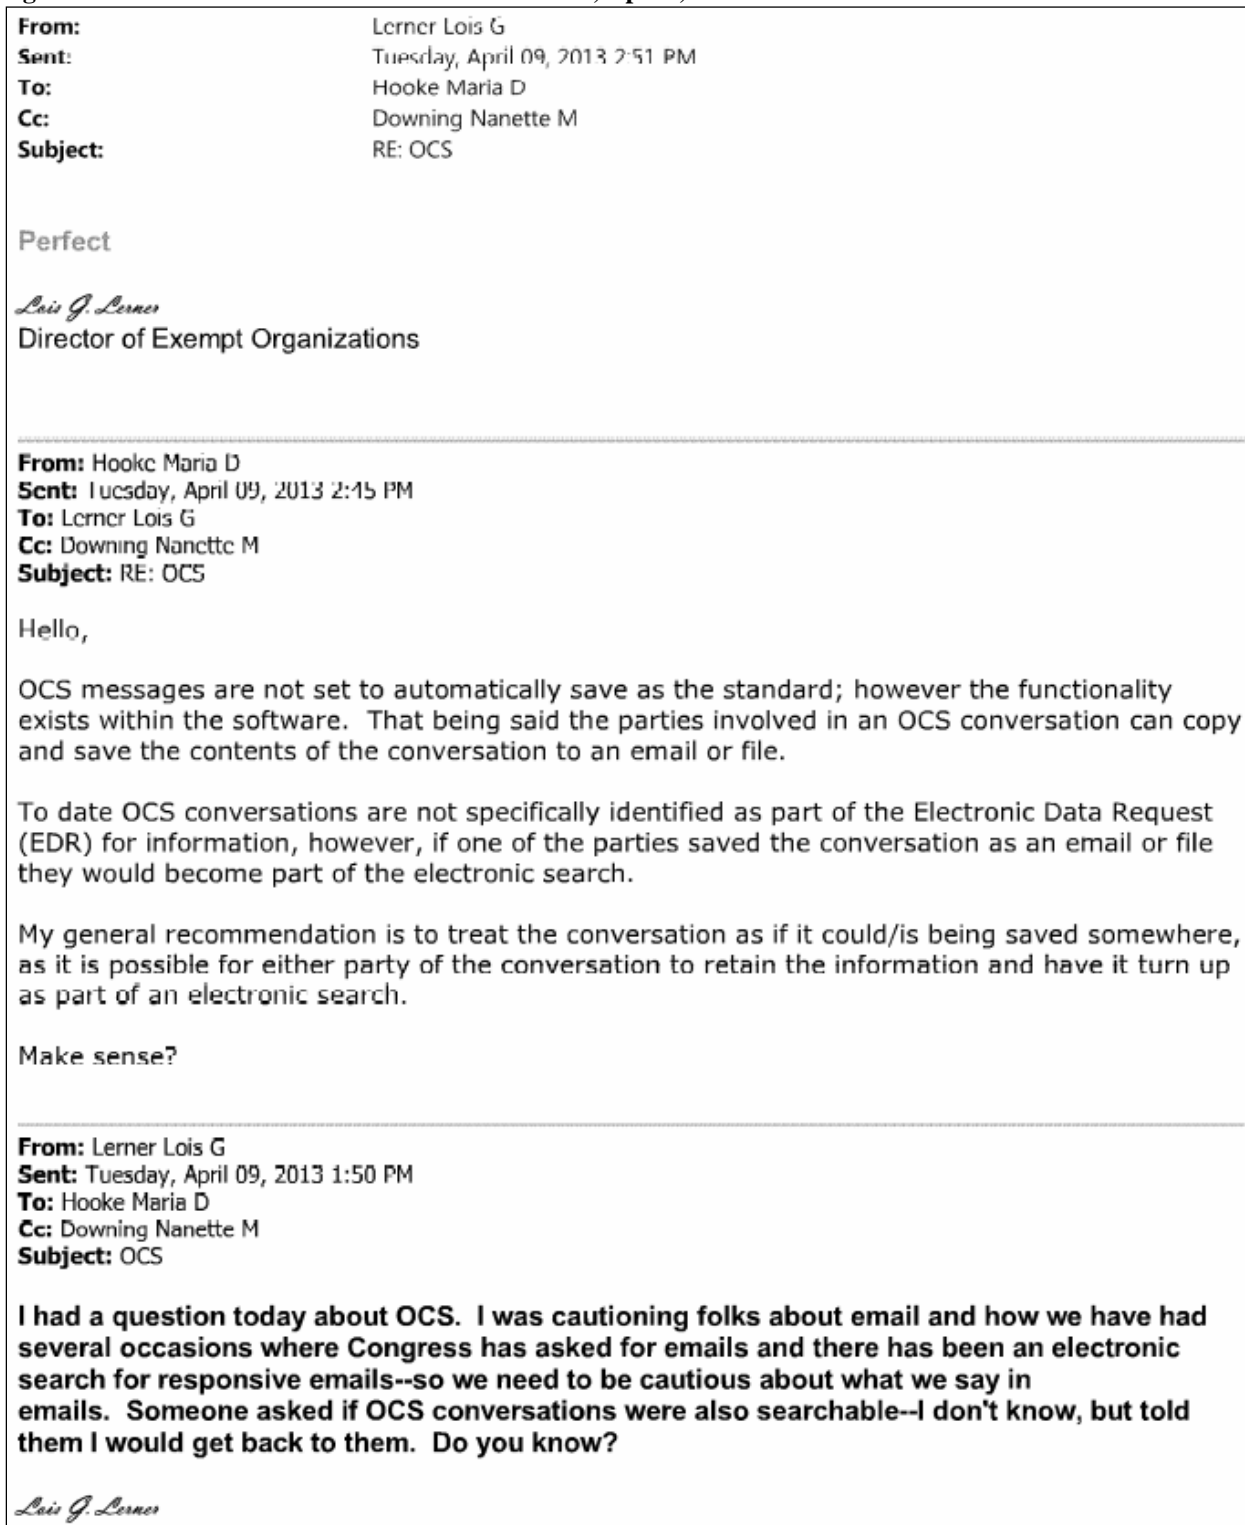 From: Lerner Lois G
Sent: Tuesday, April 09, 2013 2:51 PM
To: Hooke Maria D
Cc: Downing Nanette M
Subject: RE: OCS
Perfect
Lois G. Lerner
Director of Exempt Organizations
From: Hooke Maria D
Sent: Tuesday, April 09, 2013 2:45 PM
To: Lerner Lois G
Cc: Downing Nanette M
Subject: RE: OCS
Hello,
OCS messages are not set to automatically save as the standard; however the functionality
exists within the software.  That being said the parties involved in an OCS conversation can copy
and save the contents of the conversation to an email or file.
To date OCS conversations are not specifically identified as part of the Electronic Data Request
(EDR) for information, however, if one of the parties saved the conversation as an email or file
they would become part of the electronic search.
My general recommendation is to treat the conversation as if it could/is being saved somewhere,
as it is possible for either party of the conversation to retain the information and have it turn up
as part of an electronic search.
Make sense?
From: Lerner Lois G
Sent: Tuesday, April 09, 2013 1:50 PM
To: Hooke Maria D
Cc: Downing Nanette M
Subject: OCS
I had a question today about OCS.  I was cautioning folks about email and how we have had
several occasions where Congress has asked for emails and there has been an electronic
search for responsive emails--so we need to be cautious about what we say in
emails.  Someone asked if OCS conversations were also searchable--I don't know, but told
them I would get back to them.  Do you know?
Lois G. Lerner